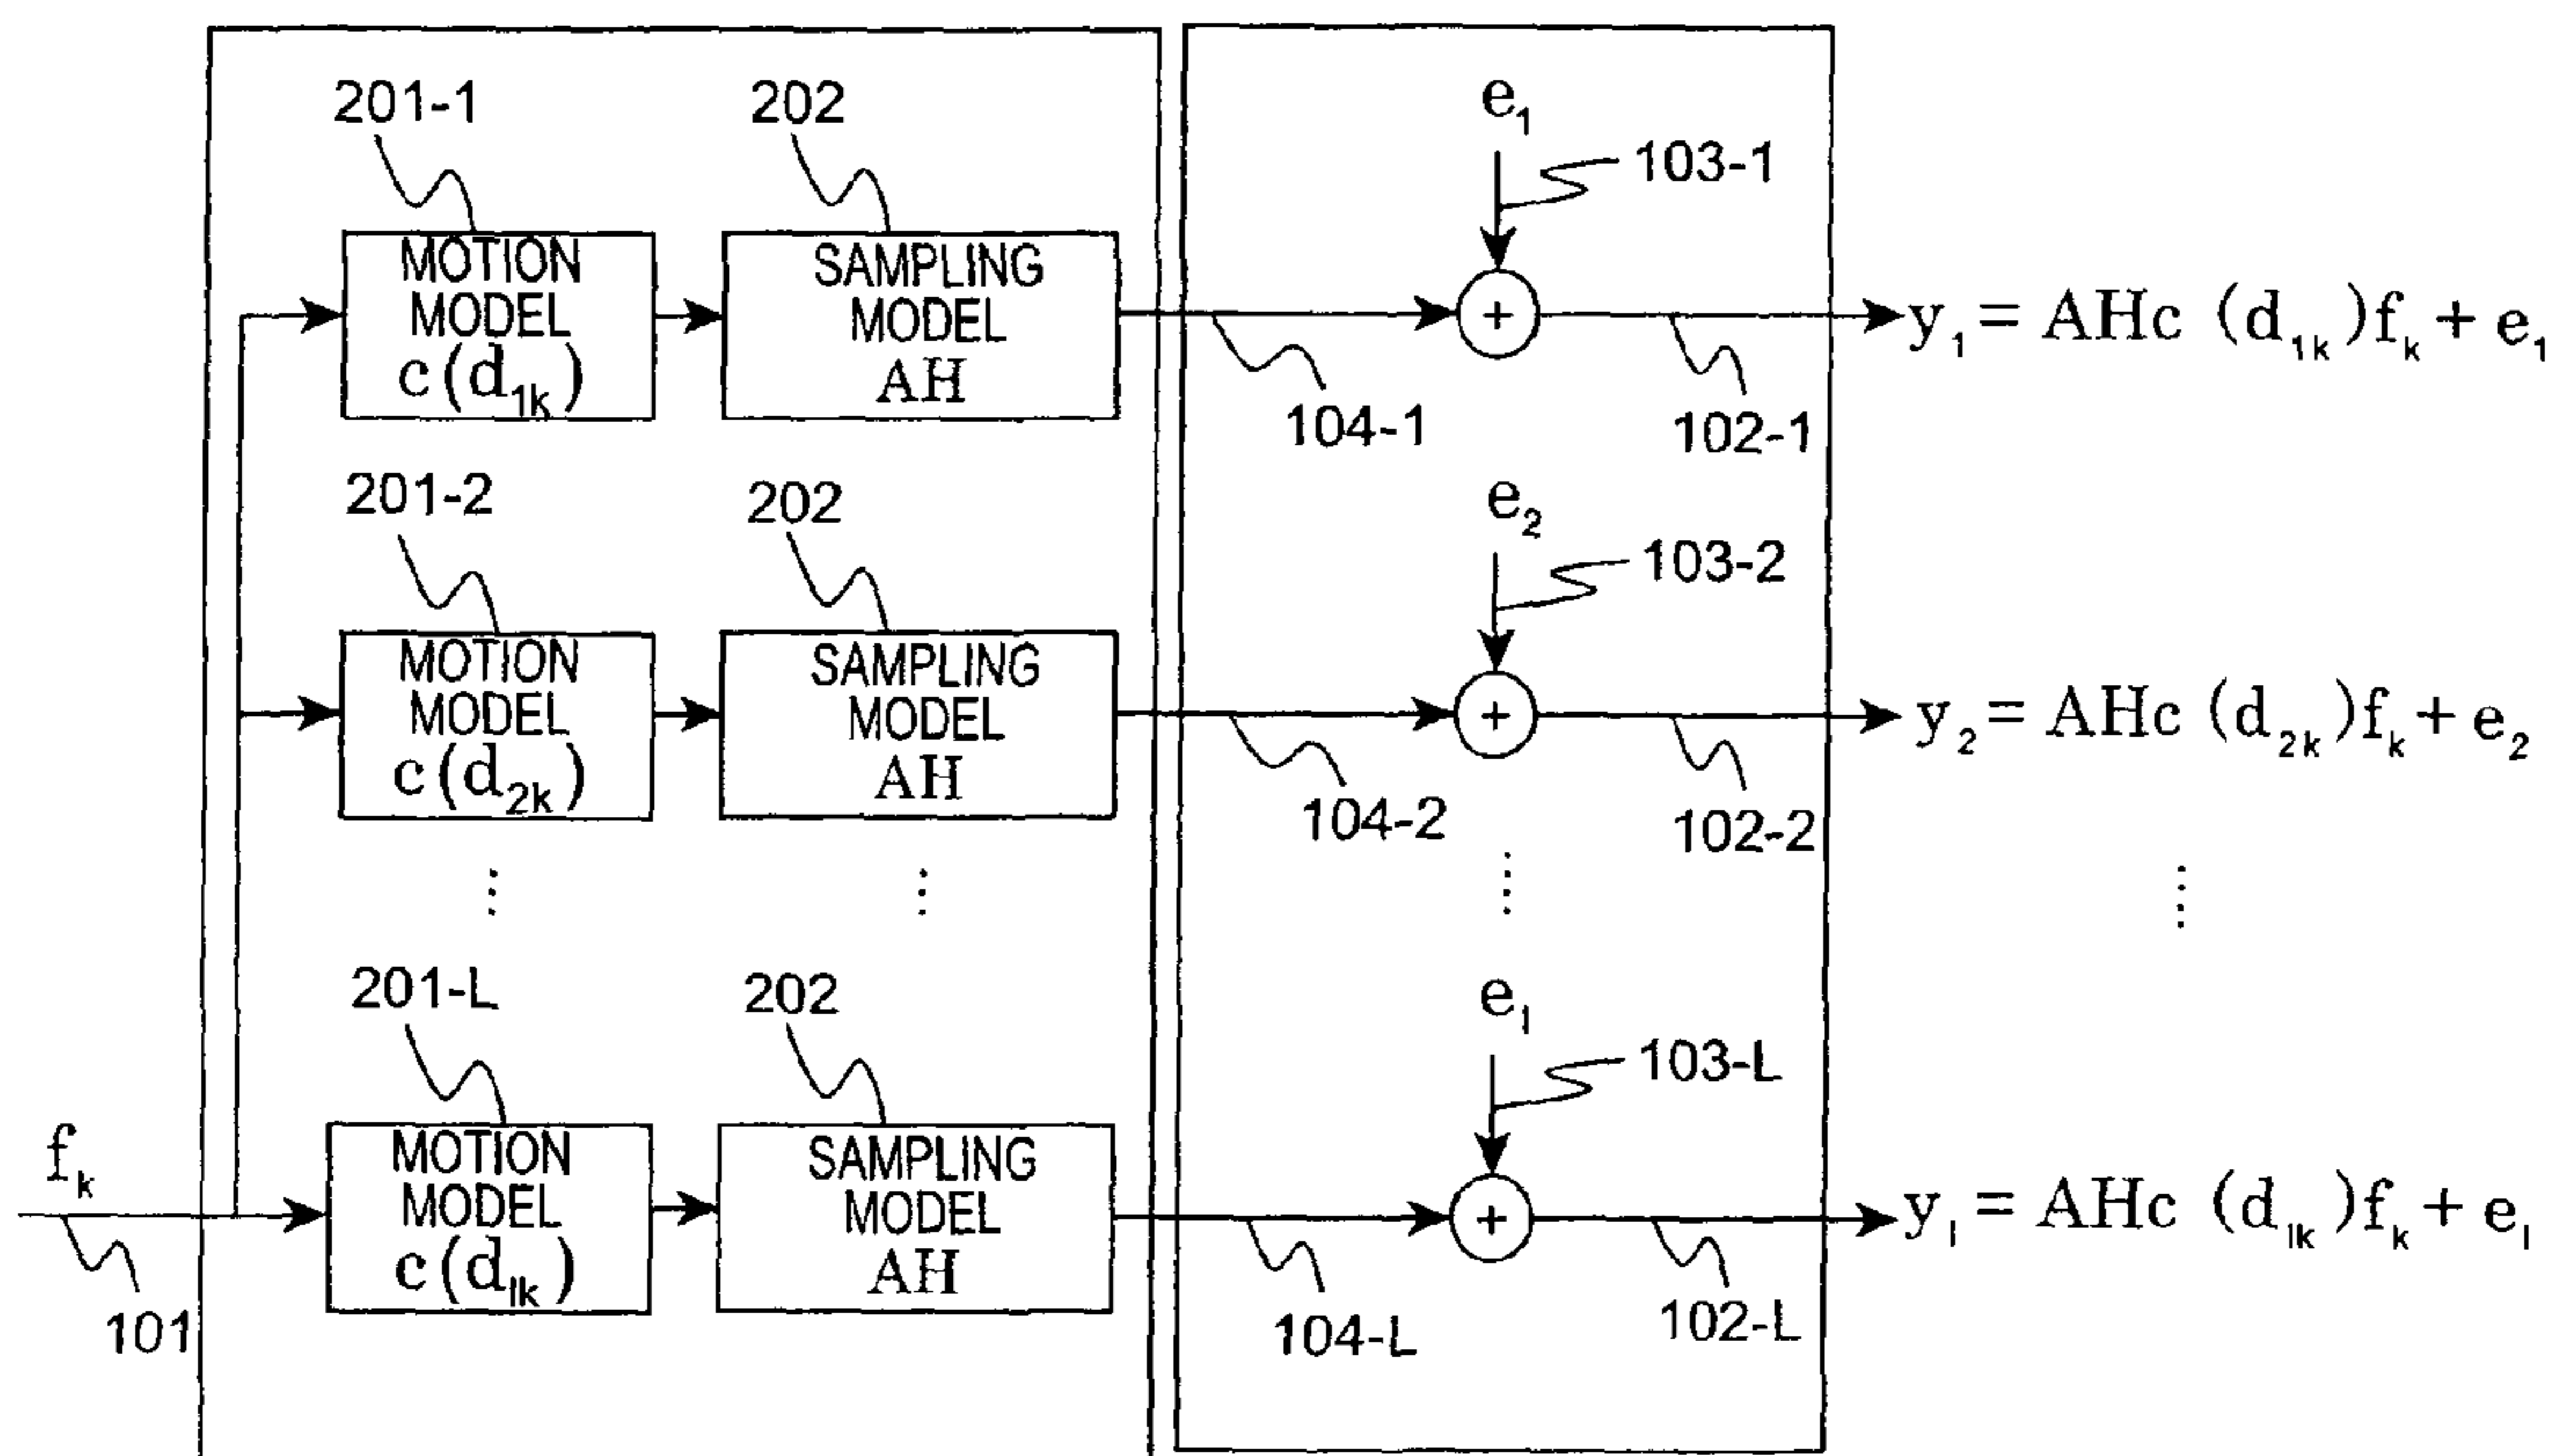 201-1
202
e₁
103-1
MOTION
MODEL
c(d₁ₖ)
SAMPLING
MODEL
AH
+
y₁ = AHc (d₁ₖ)fₖ + e₁
104-1
102-1
201-2
202
e₂
103-2
MOTION
MODEL
c(d₂ₖ)
SAMPLING
MODEL
AH
+
y₂ = AHc (d₂ₖ)fₖ + e₂
104-2
102-2
201-L
202
eₗ
103-L
fₖ
MOTION
MODEL
c(dₗₖ)
SAMPLING
MODEL
AH
+
yₗ = AHc (dₗₖ)fₖ + eₗ
101
104-L
102-L